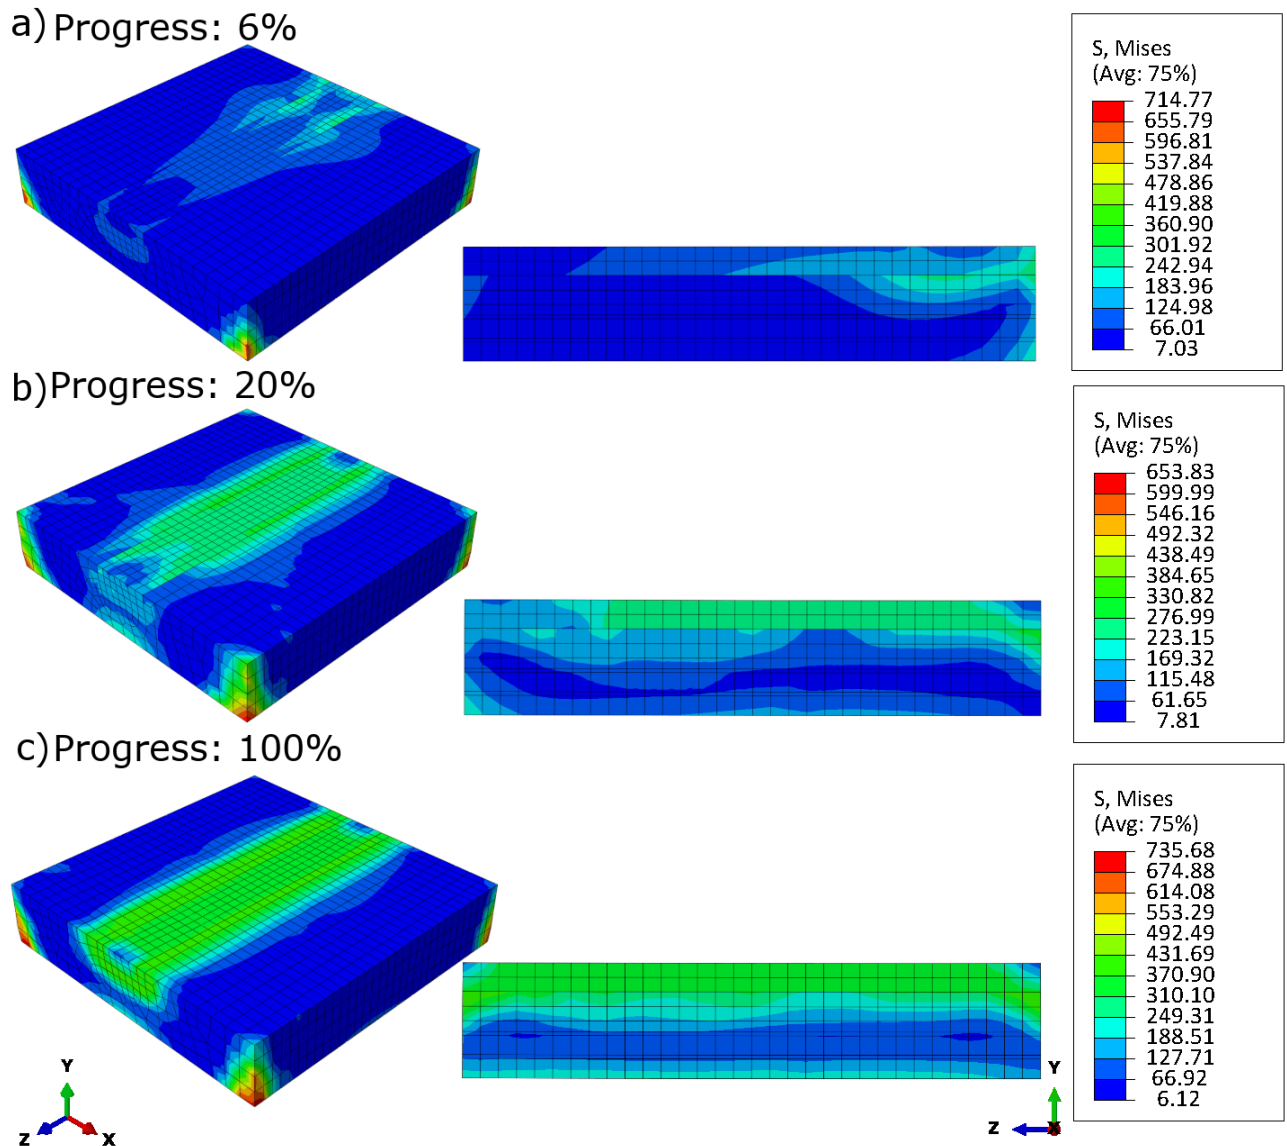 a) Progress: 6%
S, Mises
(Avg: 75%)
714.77
655.79
596.81
537.84
478.86
419.88
360.90
301.92
242.94
183.96
124.98
66.01
7.03
b) Progress: 20%
S, Mises
(Avg: 75%)
653.83
599.99
546.16
492.32
438.49
384.65
330.82
276.99
223.15
169.32
115.48
61.65
7.81
c) Progress: 100%
S, Mises
(Avg: 75%)
735.68
674.88
614.08
553.29
492.49
431.69
370.90
310.10
249.31
188.51
127.71
66.92
6.12
Y
Z
X
Y
Z
X